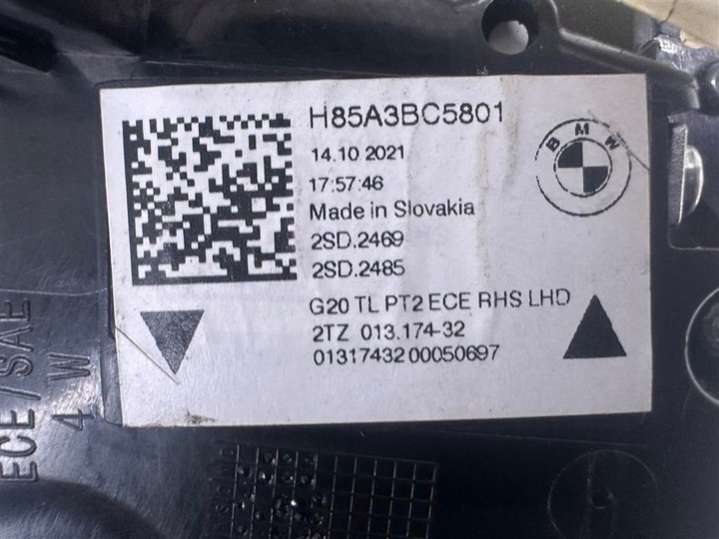 H85A3BC5801
14.10.2021
17:57:46
Made in Slovakia
2SD.2469
2SD.2485
BMW
G20 TL PT2 ECE RHS LHD
2TZ 013.174-32
01317432 00050697
ECE/SAE
4 W